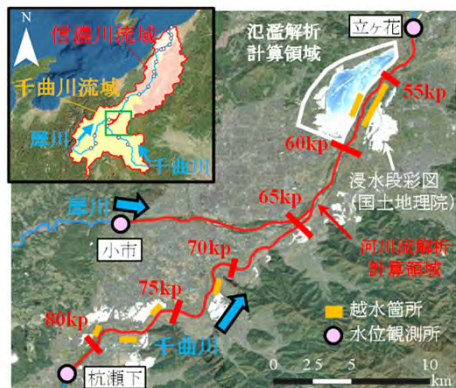 N
信濃川流域
千曲川流域
犀川
千曲川
氾濫解析
計算領域
立ヶ花
55kp
60kp
浸水段彩図
(国土地理院)
犀川
65kp
小市
70kp
河川流解析
計算領域
75kp
80kp
千曲川
越水箇所
水位観測所
杭瀬下
0 2.5 5 10
km